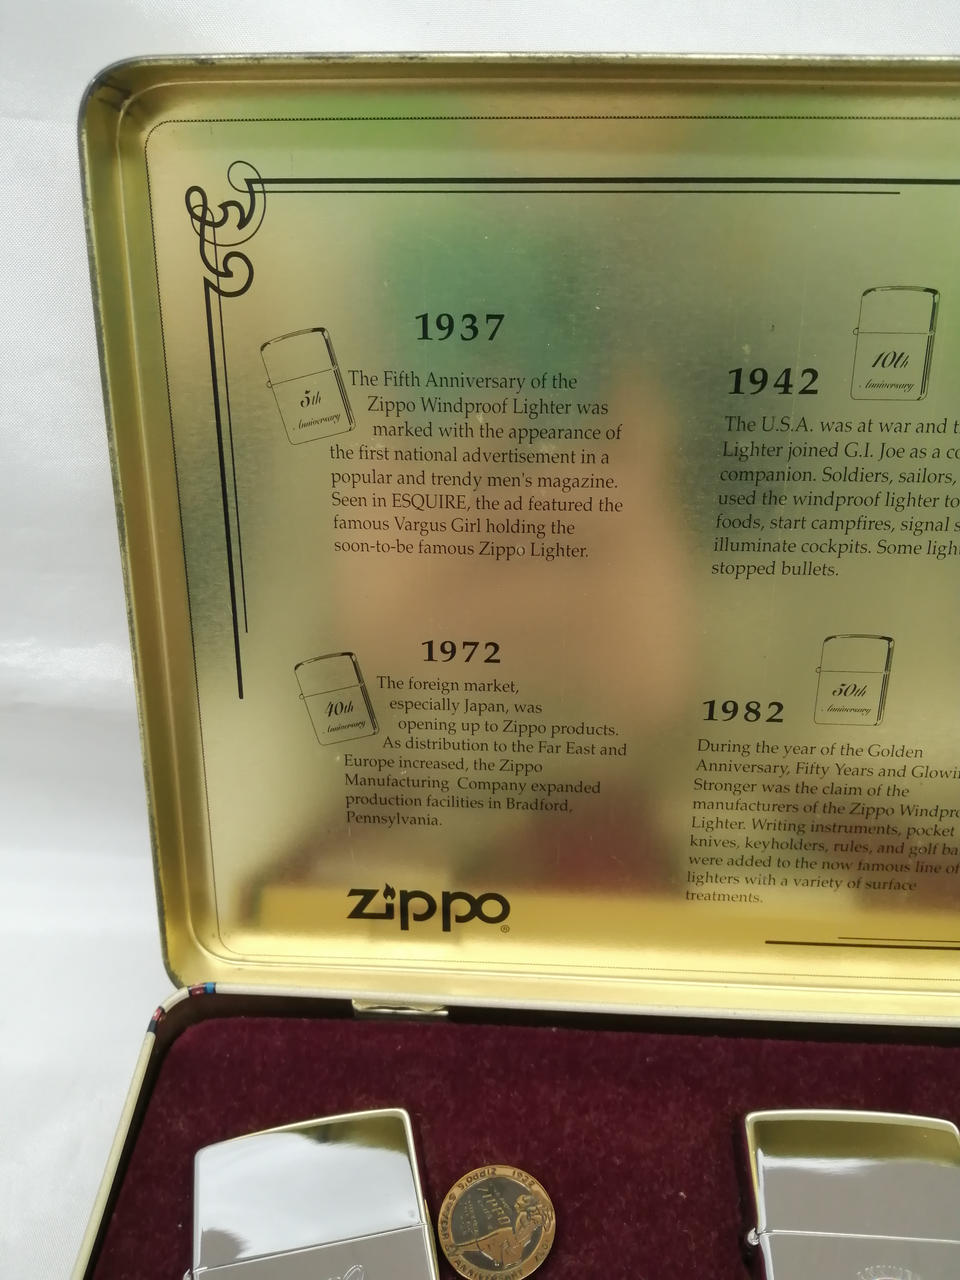 1937
5th
Anniversary
The Fifth Anniversary of the
Zippo Windproof Lighter was
marked with the appearance of
the first national advertisement in a
popular and trendy men's magazine.
Seen in ESQUIRE, the ad featured the
famous Vargus Girl holding the
soon-to-be famous Zippo Lighter.
1942
10th
Anniversary
The U.S.A. was at war and
Lighter joined G.I. Joe as a
companion. Soldiers, sailors,
used the windproof lighter to
foods, start campfires, signal
illuminate cockpits. Some
stopped bullets.
1972
40th
Anniversary
The foreign market,
especially Japan, was
opening up to Zippo products.
As distribution to the Far East and
Europe increased, the Zippo
Manufacturing Company expanded
production facilities in Bradford,
Pennsylvania.
1982
50th
Anniversary
During the year of the Golden
Anniversary, Fifty Years and
Stronger was the claim of the
manufacturers of the Zippo
Lighter. Writing instruments, pocket
knives, keyholders, rules, and golf
were added to the now famous line of
lighters with a variety of surface
treatments.
zippo®
ZIPPO'S 1932
ZIPPO
ANNIVERSARY